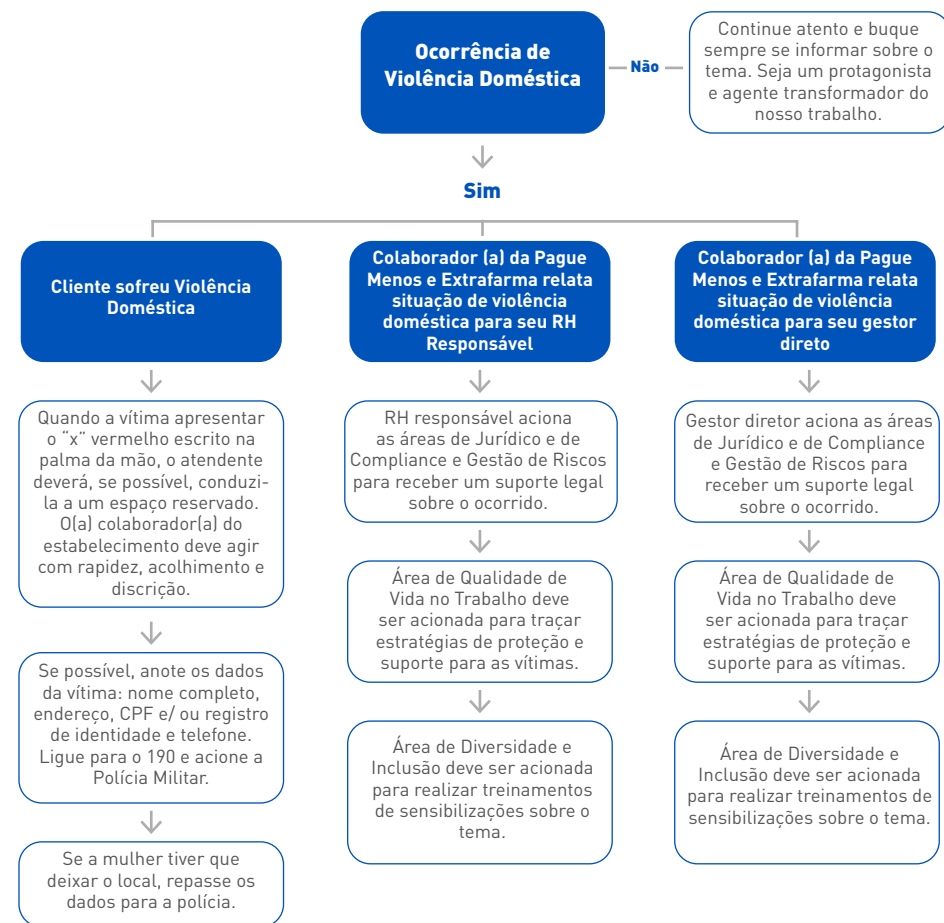 Ocorrência de
Violência Doméstica
Não
Continue atento e buque
sempre se informar sobre o
tema. Seja um protagonista
e agente transformador do
nosso trabalho.
Sim
Cliente sofreu Violência
Doméstica
Quando a vítima apresentar
o "x" vermelho escrito na
palma da mão, o atendente
deverá, se possível, conduzi-
la a um espaço reservado.
O(a) colaborador(a) do
estabelecimento deve agir
com rapidez, acolhimento e
discrição.
Se possível, anote os dados
da vítima: nome completo,
endereço, CPF e/ ou registro
de identidade e telefone.
Ligue para o 190 e acione a
Polícia Militar.
Se a mulher tiver que
deixar o local, repasse os
dados para a polícia.
Colaborador (a) da Pague
Menos e Extrafarma relata
situação de violência
doméstica para seu RH
Responsável
RH responsável aciona
as áreas de Jurídico e de
Compliance e Gestão de Riscos
para receber um suporte legal
sobre o ocorrido.
Área de Qualidade de
Vida no Trabalho deve
ser acionada para traçar
estratégias de proteção e
suporte para as vítimas.
Área de Diversidade e
Inclusão deve ser acionada
para realizar treinamentos
de sensibilizações sobre o
tema.
Colaborador (a) da Pague
Menos e Extrafarma relata
situação de violência
doméstica para seu gestor
direto
Gestor diretor aciona as áreas
de Jurídico e de Compliance
e Gestão de Riscos para
receber um suporte legal
sobre o ocorrido.
Área de Qualidade de
Vida no Trabalho deve
ser acionada para traçar
estratégias de proteção e
suporte para as vítimas.
Área de Diversidade e
Inclusão deve ser acionada
para realizar treinamentos de
sensibilizações sobre o tema.